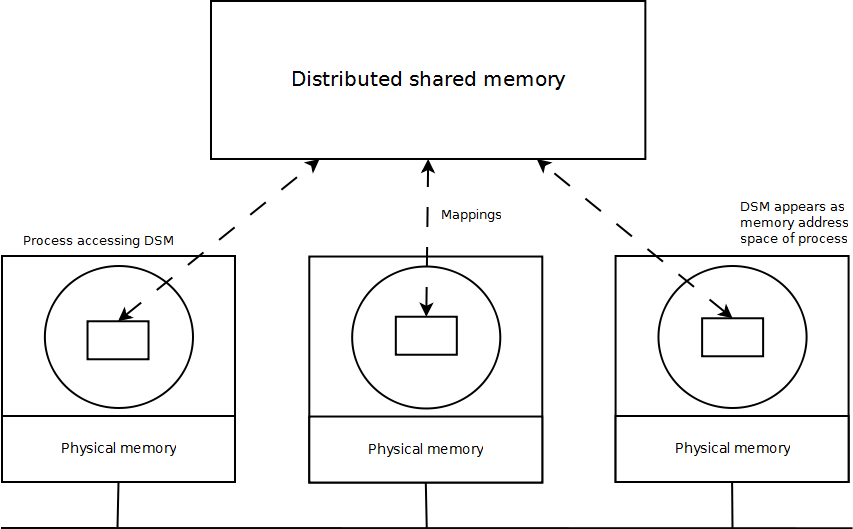 Distributed shared memory
Mappings
DSM appears as
memory address
space of process
Process accessing DSM
Physical memory
Physical memory
Physical memory